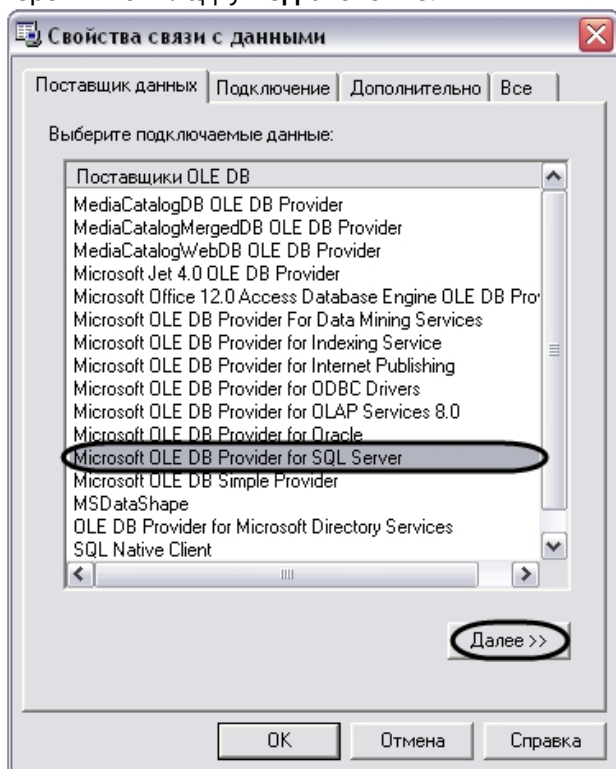 Свойства связи с данными
Поставщик данных Подключение Дополнительно Все
Выберите подключаемые данные:
Поставщики OLE DB
MediaCatalogDB OLE DB Provider
MediaCatalogMergedDB OLE DB Provider
MediaCatalogWebDB OLE DB Provider
Microsoft Jet 4.0 OLE DB Provider
Microsoft Office 12.0 Access Database Engine OLE DB Pro
Microsoft OLE DB Provider For Data Mining Services
Microsoft OLE DB Provider for Indexing Service
Microsoft OLE DB Provider for Internet Publishing
Microsoft OLE DB Provider for ODBC Drivers
Microsoft OLE DB Provider for OLAP Services 8.0
Microsoft OLE DB Provider for Oracle
Microsoft OLE DB Provider for SQL Server
Microsoft OLE DB Simple Provider
MSDataShape
OLE DB Provider for Microsoft Directory Services
SQL Native Client
Далее >>
OK Отмена Справка